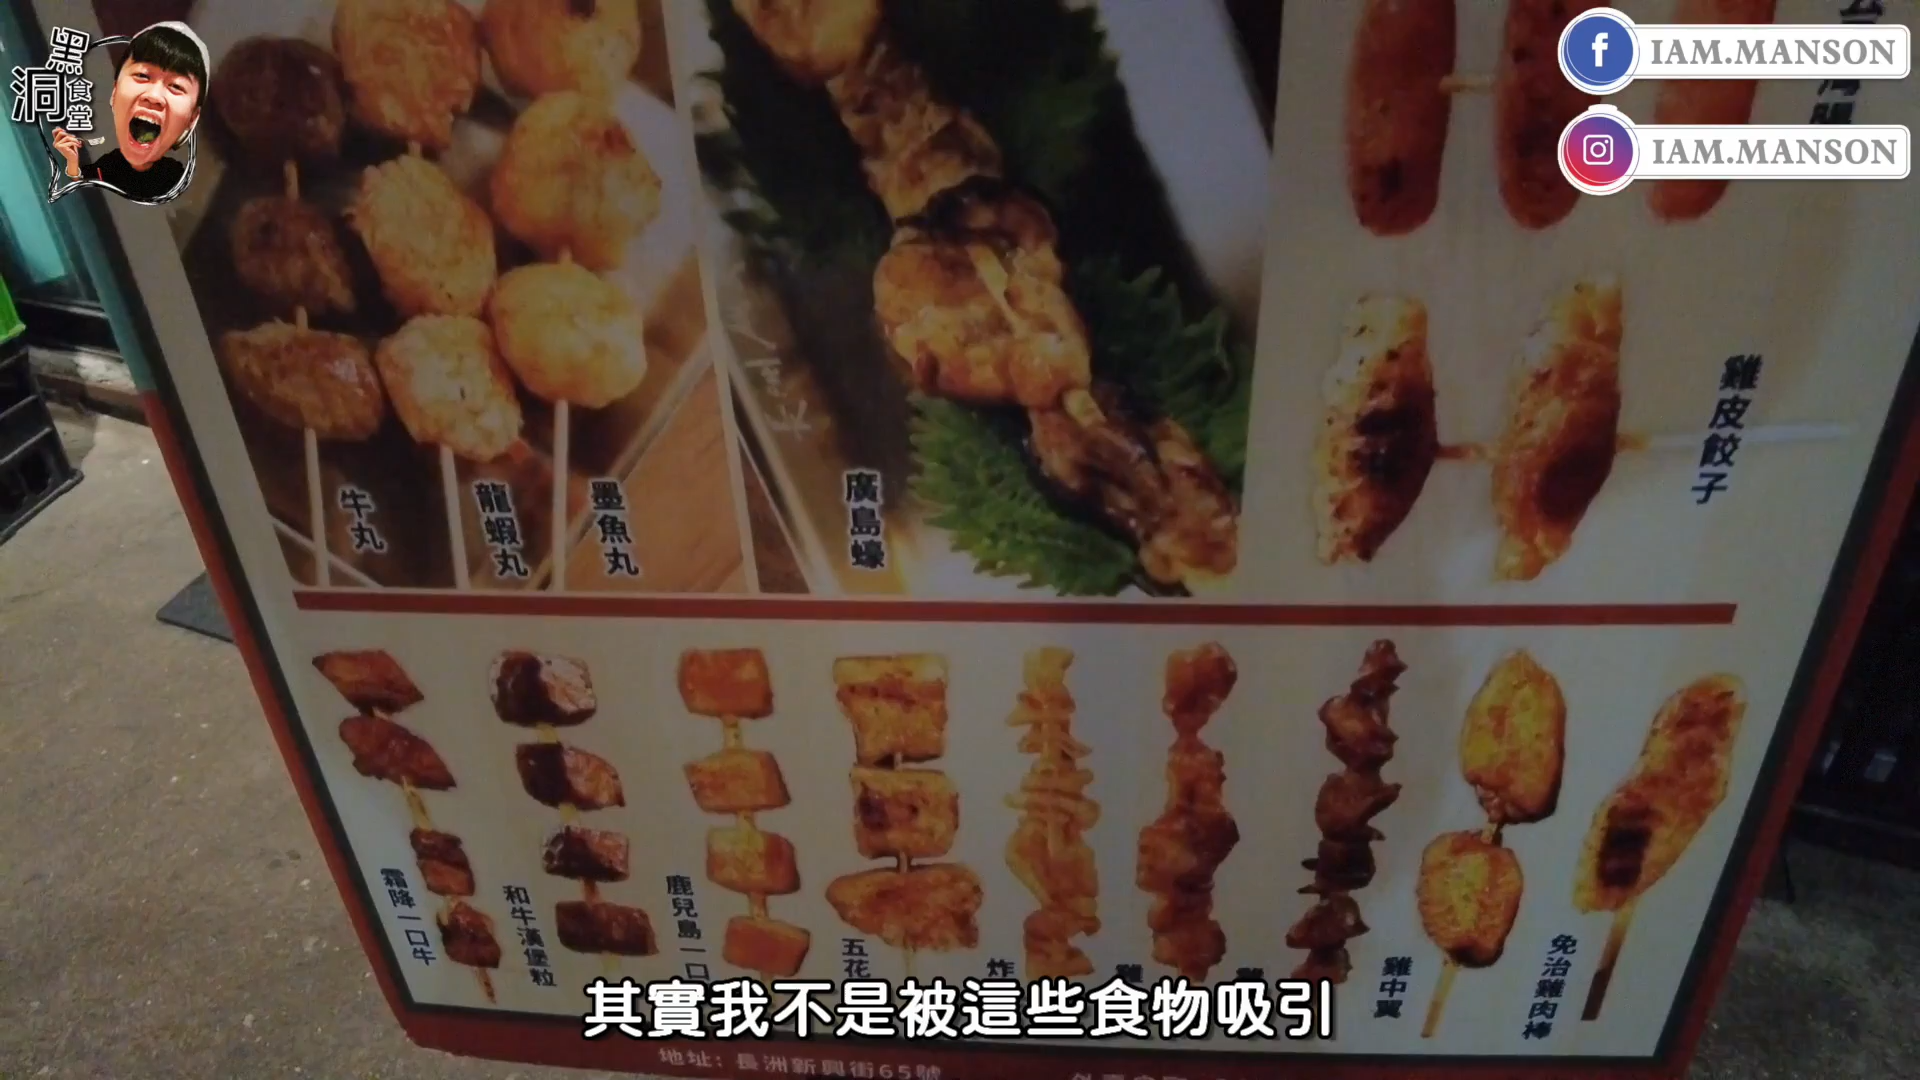 黑洞食堂
IAM.MANSON
IAM.MANSON
雞皮餃子
牛丸
龍蝦丸
墨魚丸
廣島蠔
霜降一口牛
和牛漢堡粒
鹿兒島一口
五花
炸
雞中翼
免治雞肉棒
其實我不是被這些食物吸引
地址: 長洲新興街65號